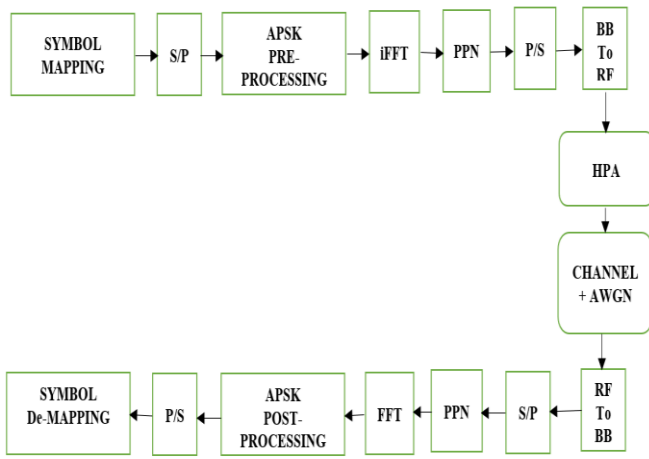 SYMBOL
MAPPING
S/P
APSK
PRE-
PROCESSING
iFFT
PPN
P/S
BB
To
RF
HPA
CHANNEL
+ AWGN
RF
To
BB
S/P
PPN
FFT
APSK
POST-
PROCESSING
P/S
SYMBOL
De-MAPPING